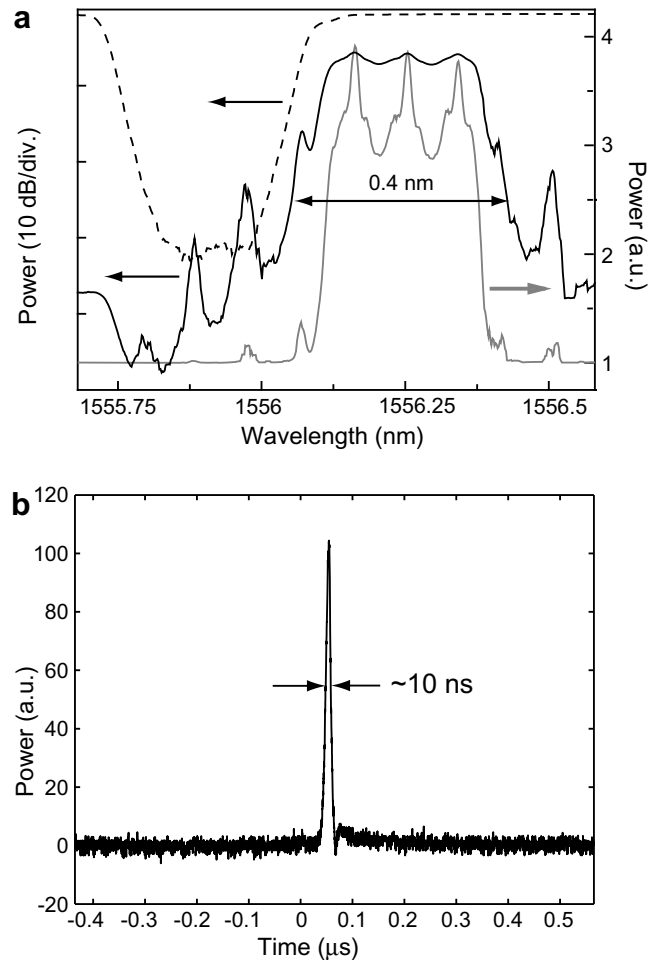 a
Power (10 dB/div.)
0.4 nm
4
3
2
1
Power (a.u.)
1555.75 1556 1556.25 1556.5
Wavelength (nm)
b
120
100
80
60
40
20
0
-20
Power (a.u.)
~10 ns
-0.4 -0.3 -0.2 -0.1 0 0.1 0.2 0.3 0.4 0.5
Time (μs)